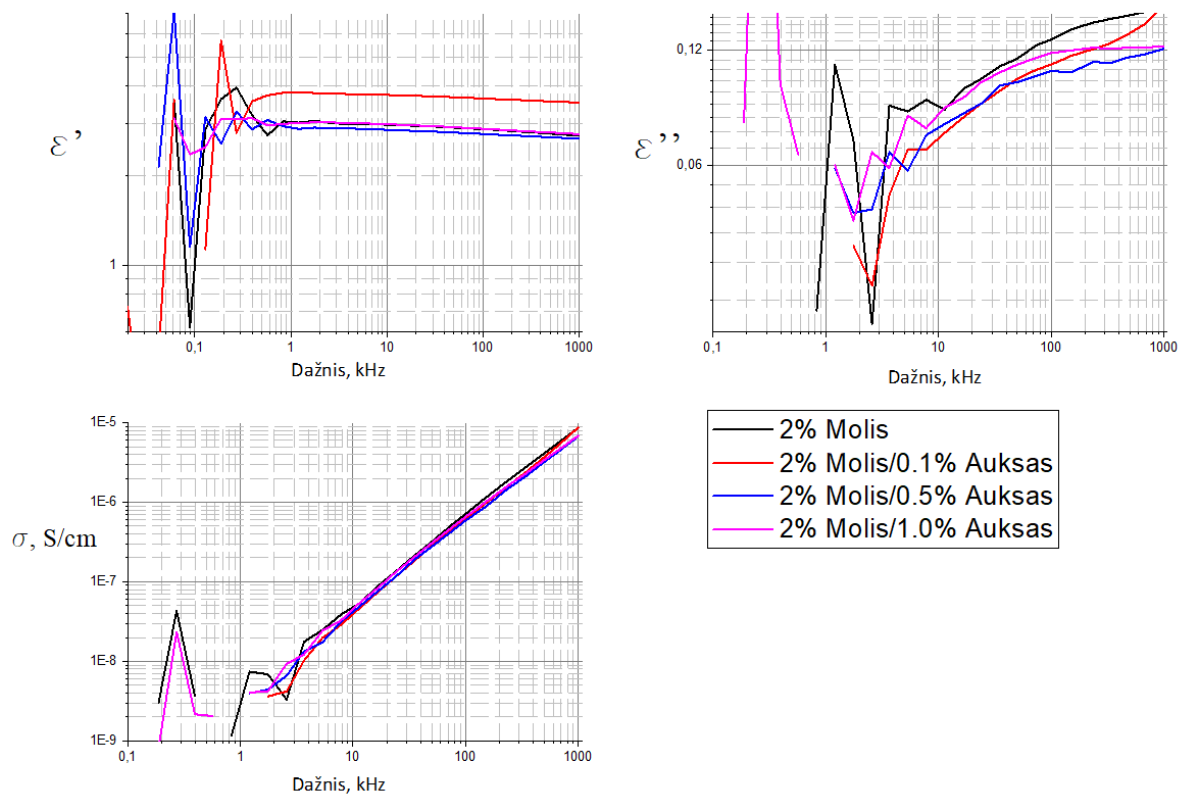 ε’
1
0,1 1 10 100 1000
Dažnis, kHz
ε’’
0,12
0,06
0,1 1 10 100 1000
Dažnis, kHz
σ, S/cm
1E-5
1E-6
1E-7
1E-8
1E-9
0,1 1 10 100 1000
Dažnis, kHz
2% Molis
2% Molis/0.1% Auksas
2% Molis/0.5% Auksas
2% Molis/1.0% Auksas